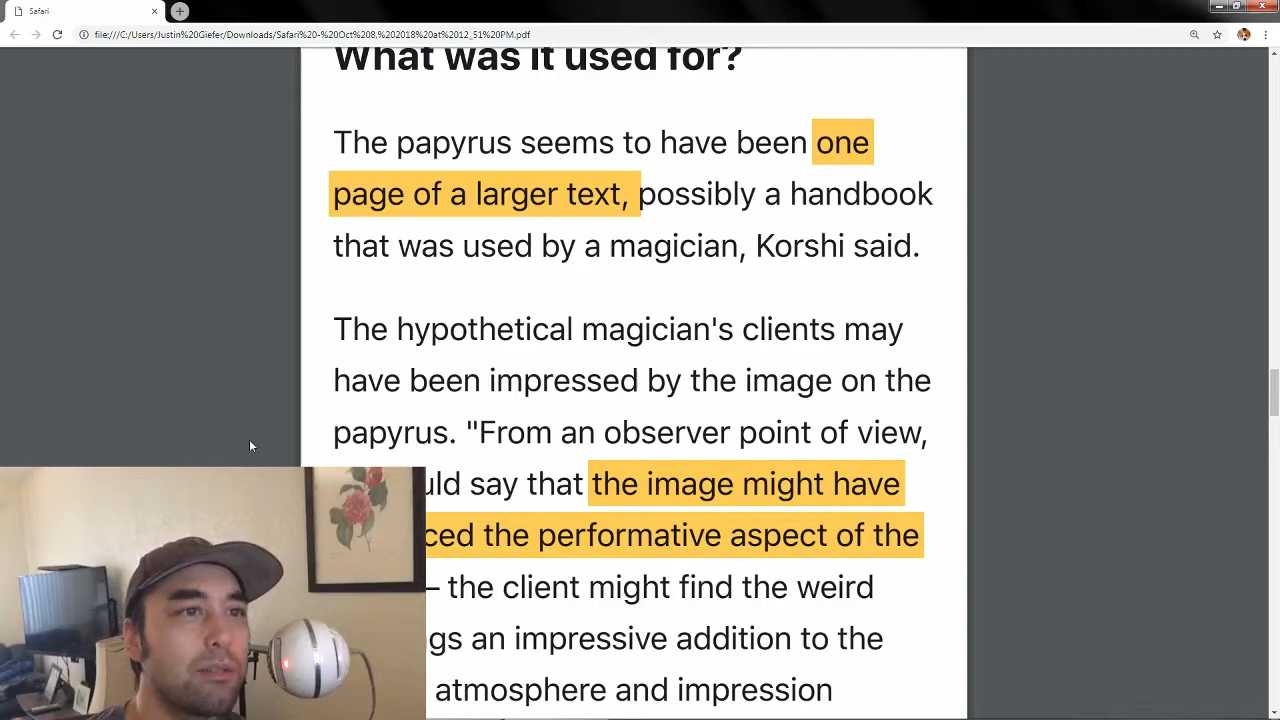 Safari
file:///C:/Users/Justin%20Giefer/Downloads/Safari%20-%20Oct%208,%202018%20at%2012_51%20PM.pdf
What was it used for?
The papyrus seems to have been one
page of a larger text, possibly a handbook
that was used by a magician, Korshi said.
The hypothetical magician's clients may
have been impressed by the image on the
papyrus. "From an observer point of view,
say that the image might have
the performative aspect of the
– the client might find the weird
an impressive addition to the
atmosphere and impression